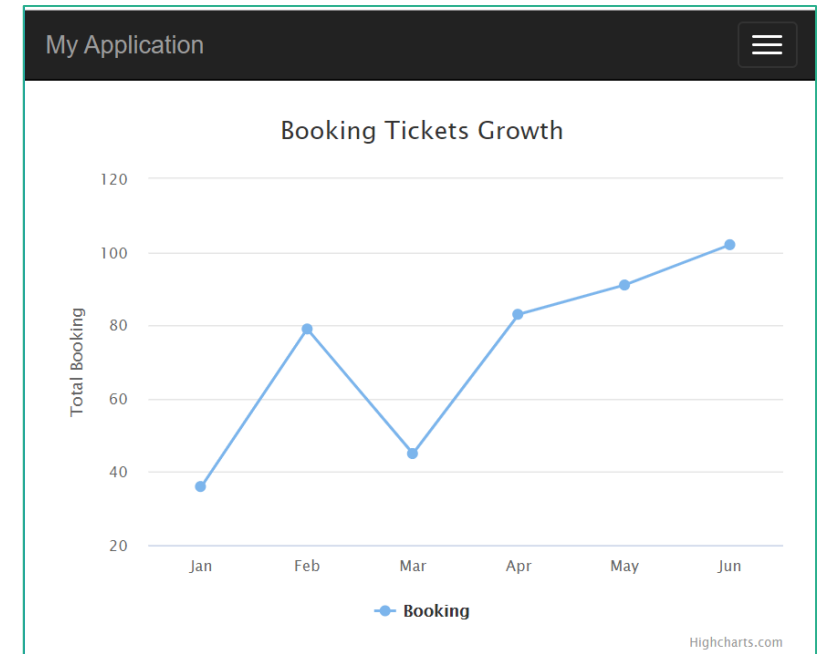 My Application
Booking Tickets Growth
120
100
80
60
40
20
Total Booking
Jan Feb Mar Apr May Jun
Booking
Highcharts.com